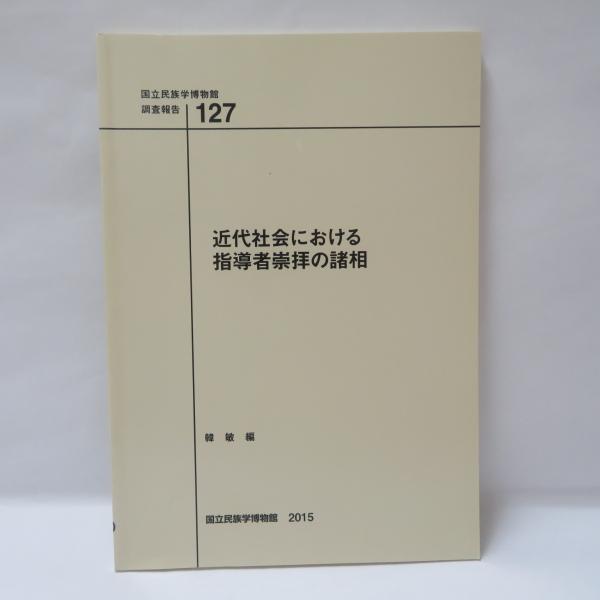 国立民族学博物館
調査報告 127
近代社会における
指導者崇拝の諸相
韓 敏 編
国立民族学博物館 2015